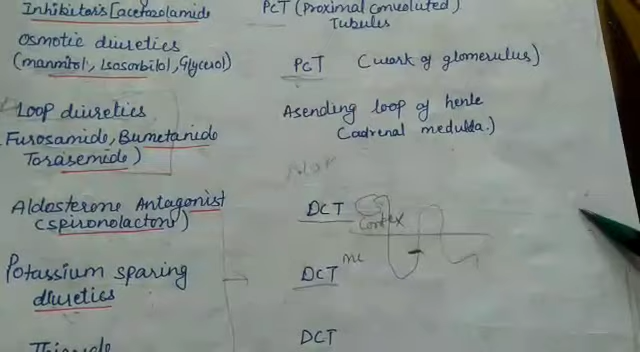 Inhibitors [acetazolamide PCT (Proximal convoluted)
Tubules
Osmotic diuretics
(mannitol, Isosorbitol, Glycerol) PCT (work of glomerulus)
Loop diuretics Asending loop of henle
Furosamide, Bumetanide (adrenal medulla.)
Torasemide)
Aldosterone Antagonist DCT
(spironolactone) Cortex
Potassium sparing DCT
diuretics
DCT